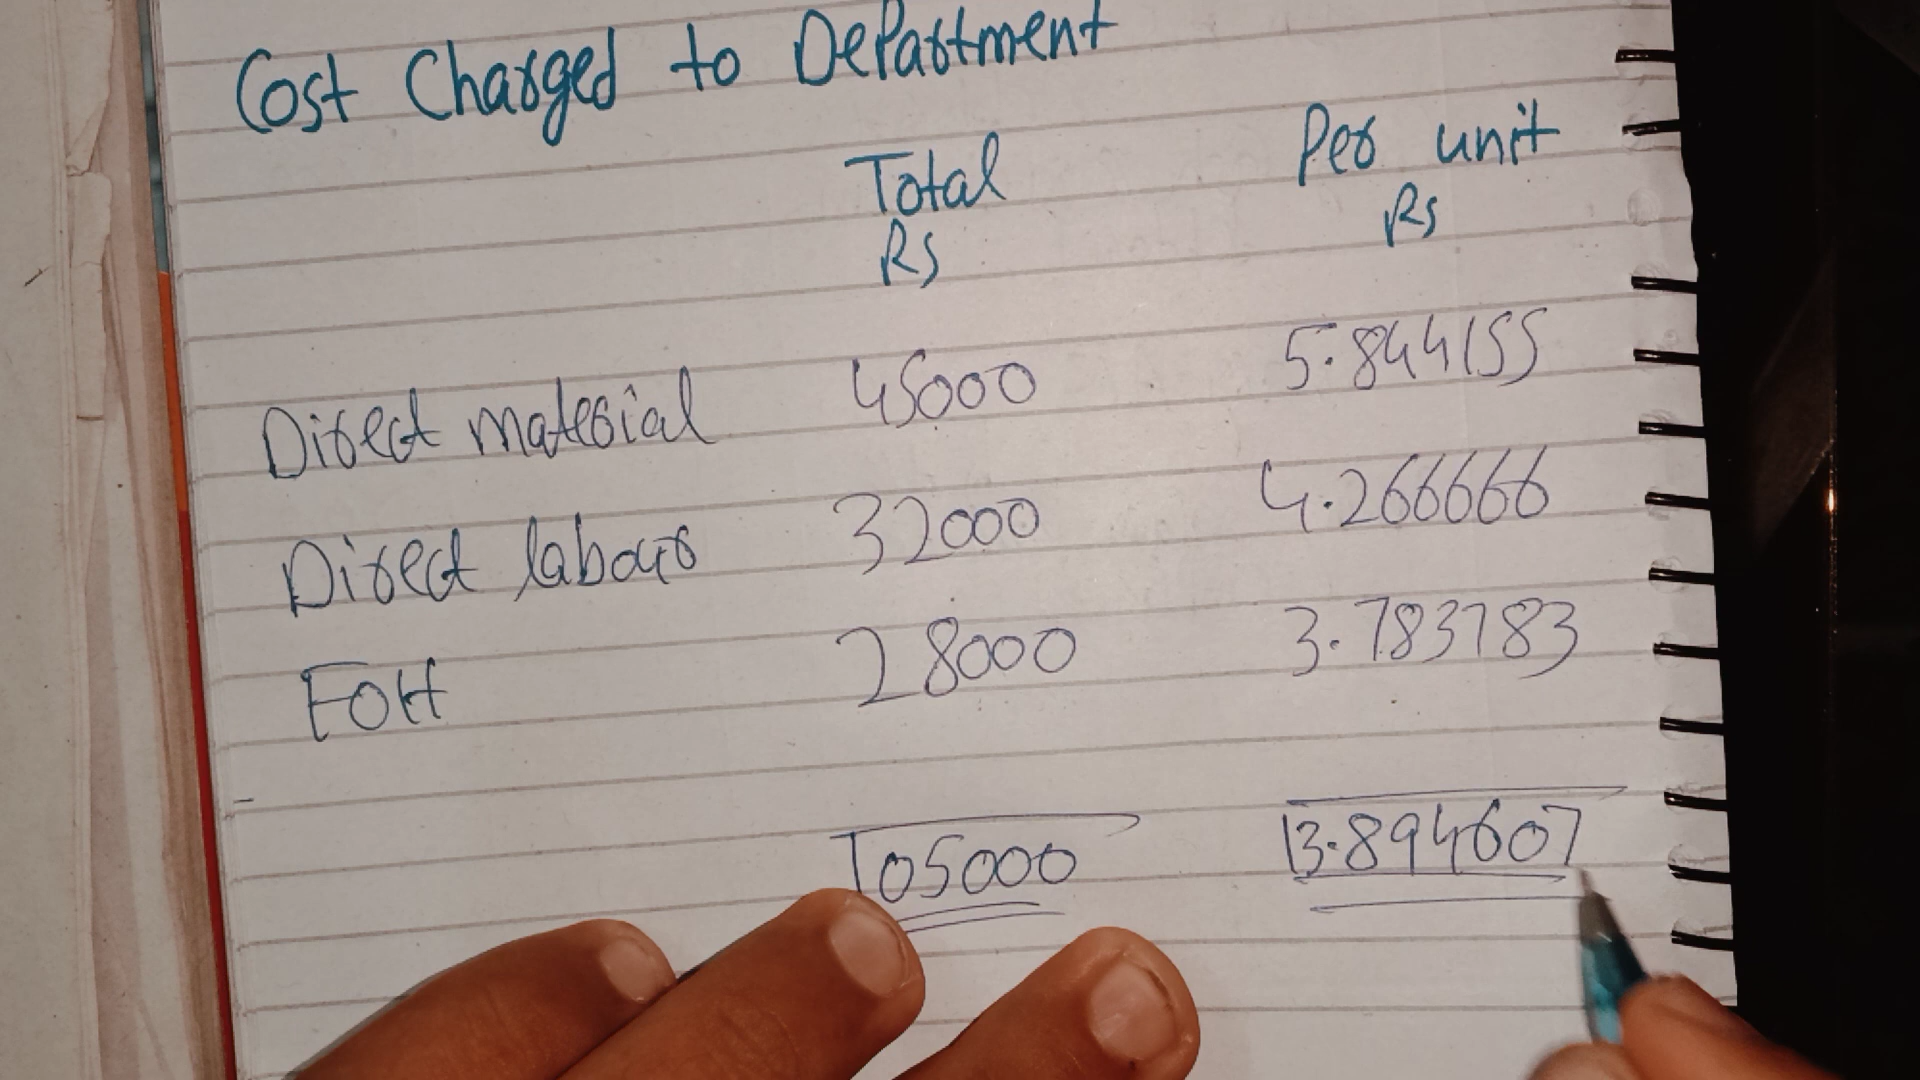 Cost Charged to Department
Total Per unit
Rs Rs
Direct material 45000 5.844155
Direct labour 32000 4.266666
FOH 28000 3.783783
105000 13.894607